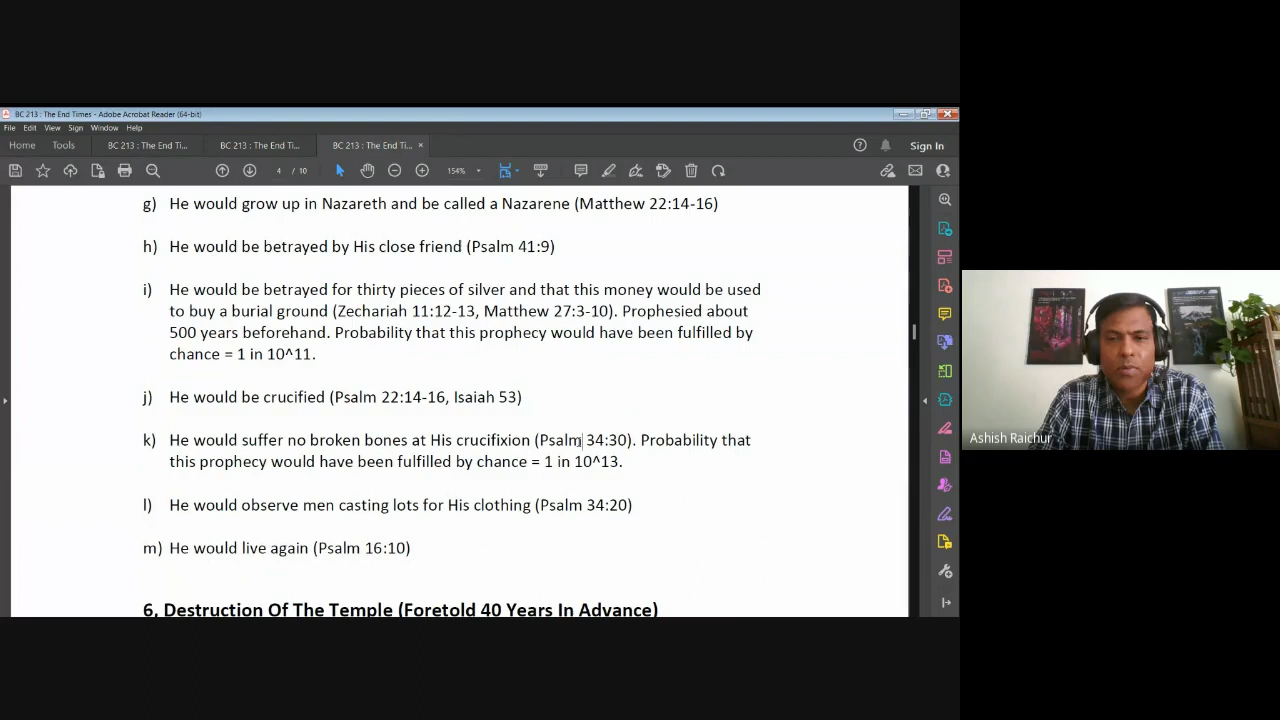 BC 213 : The End Times - Adobe Acrobat Reader (64-bit)
File Edit View Sign Window Help
Home Tools BC 213 : The End Ti... BC 213 : The End Ti... BC 213 : The End Ti... × Sign In
4 / 10 154%
g) He would grow up in Nazareth and be called a Nazarene (Matthew 22:14-16)
h) He would be betrayed by His close friend (Psalm 41:9)
i) He would be betrayed for thirty pieces of silver and that this money would be used
to buy a burial ground (Zechariah 11:12-13, Matthew 27:3-10). Prophesied about
500 years beforehand. Probability that this prophecy would have been fulfilled by
chance = 1 in 10^11.
j) He would be crucified (Psalm 22:14-16, Isaiah 53)
k) He would suffer no broken bones at His crucifixion (Psalm 34:30). Probability that
this prophecy would have been fulfilled by chance = 1 in 10^13.
l) He would observe men casting lots for His clothing (Psalm 34:20)
m) He would live again (Psalm 16:10)
6. Destruction Of The Temple (Foretold 40 Years In Advance)
Ashish Raichur